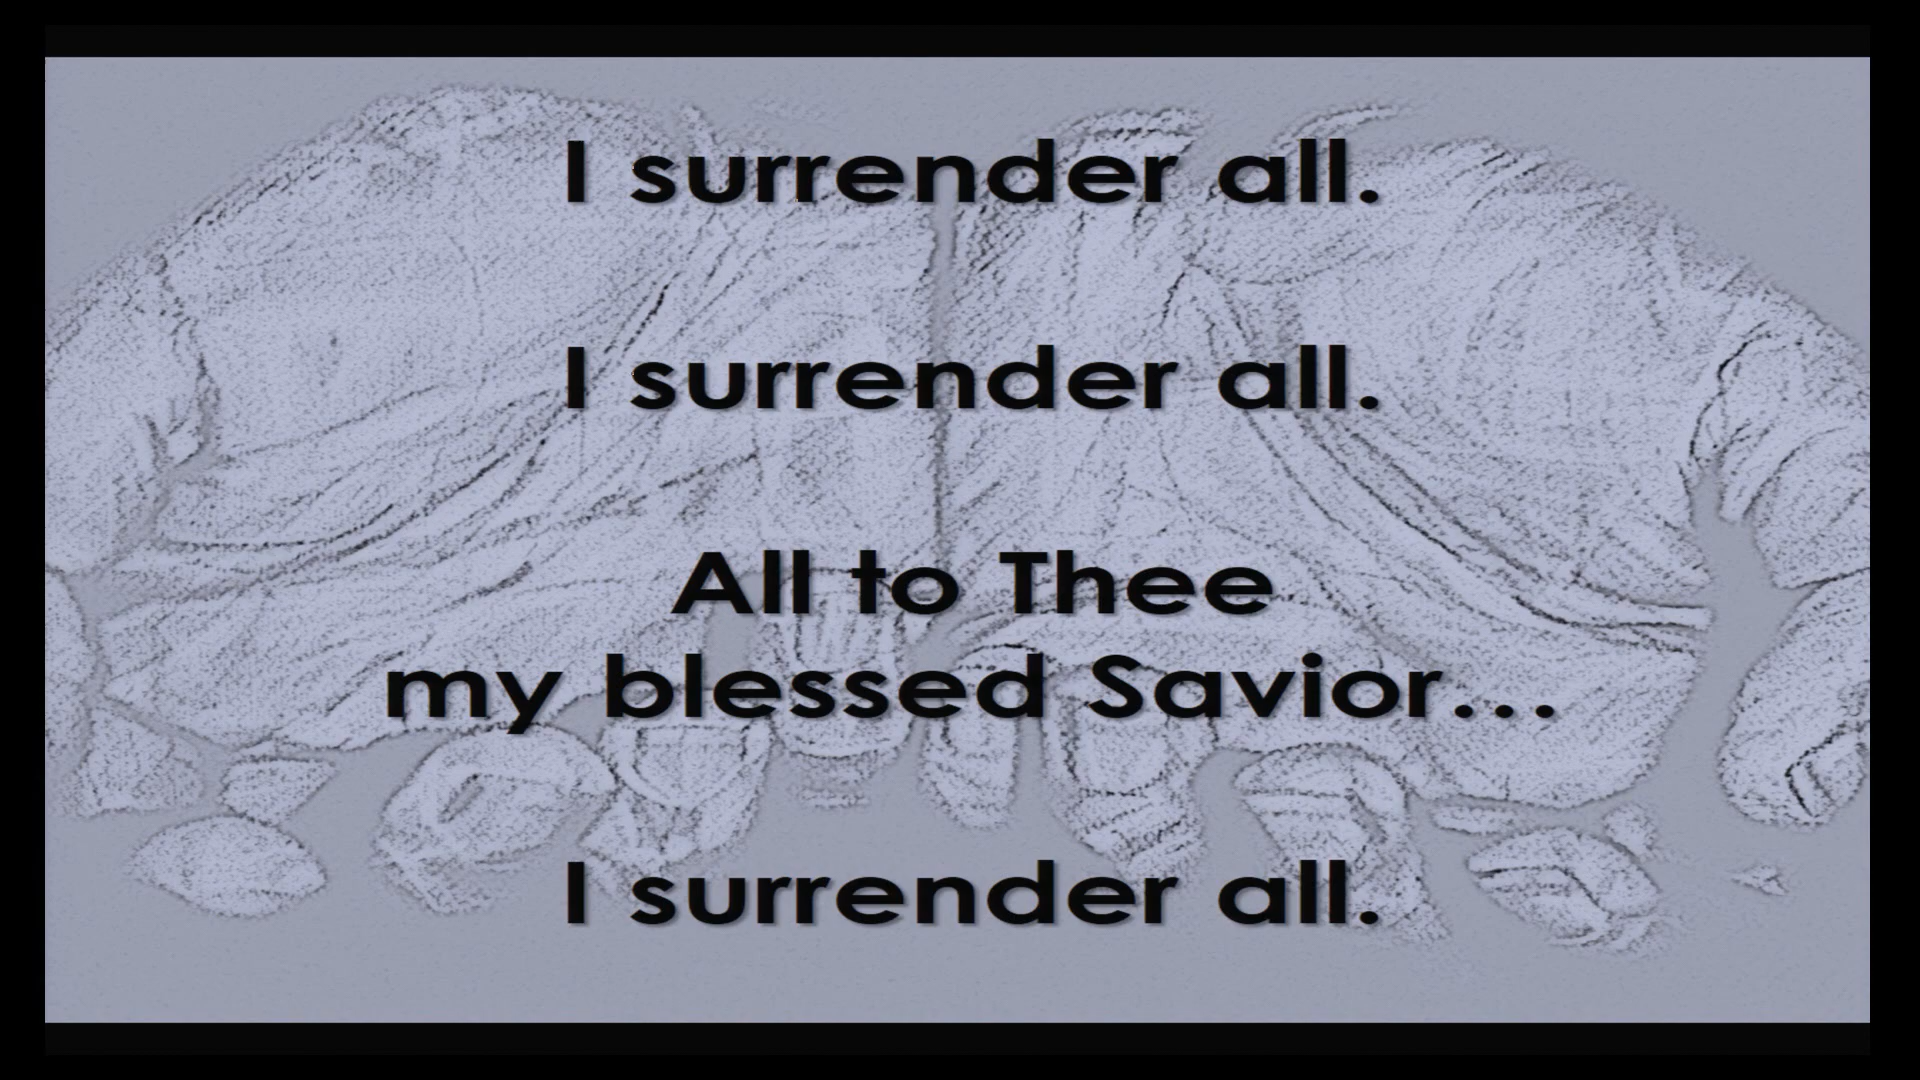 I surrender all.
I surrender all.
All to Thee
my blessed Savior...
I surrender all.